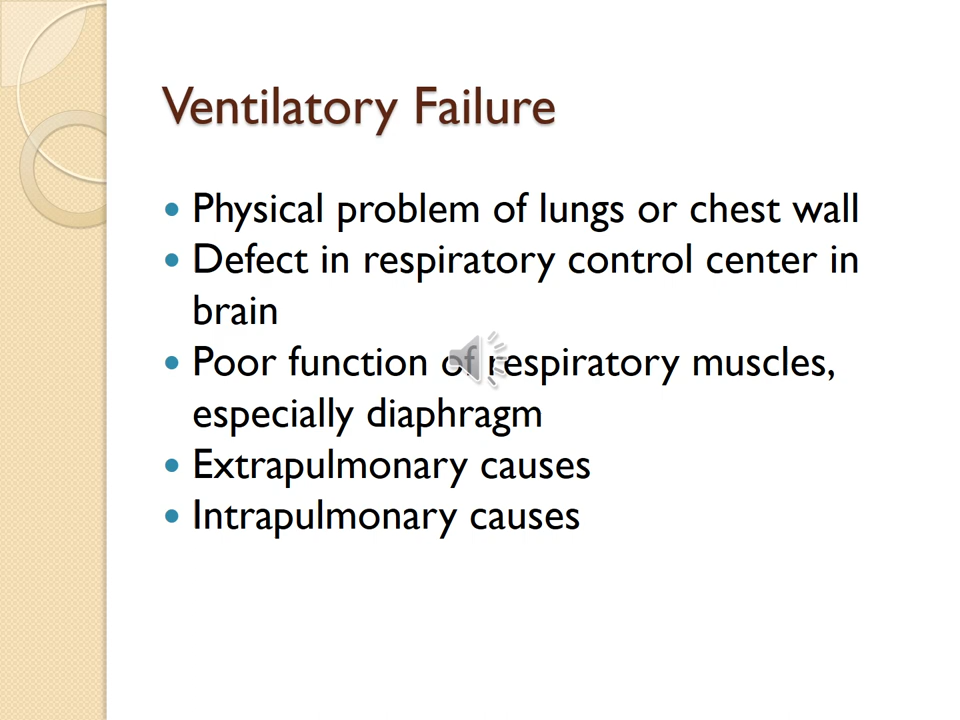 Ventilatory Failure
• Physical problem of lungs or chest wall
• Defect in respiratory control center in
brain
• Poor function of respiratory muscles,
especially diaphragm
• Extrapulmonary causes
• Intrapulmonary causes